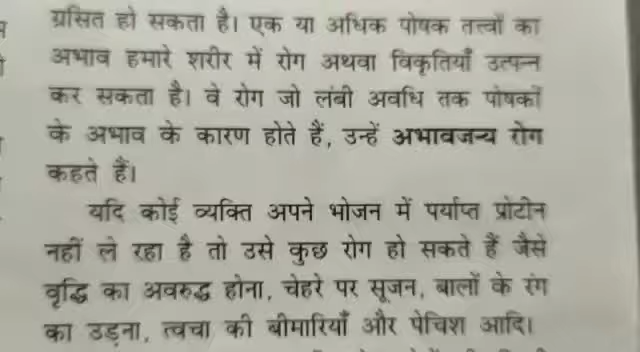 ग्रसित हो सकता है। एक या अधिक पोषक तत्त्वों का
अभाव हमारे शरीर में रोग अथवा विकृतियाँ उत्पन्न
कर सकता है। वे रोग जो लंबी अवधि तक पोषकों
के अभाव के कारण होते हैं, उन्हें अभावजन्य रोग
कहते हैं।
यदि कोई व्यक्ति अपने भोजन में पर्याप्त प्रोटीन
नहीं ले रहा है तो उसे कुछ रोग हो सकते हैं जैसे
वृद्धि का अवरुद्ध होना, चेहरे पर सूजन, बालों के रंग
का उड़ना, त्वचा की बीमारियाँ और पेचिश आदि।